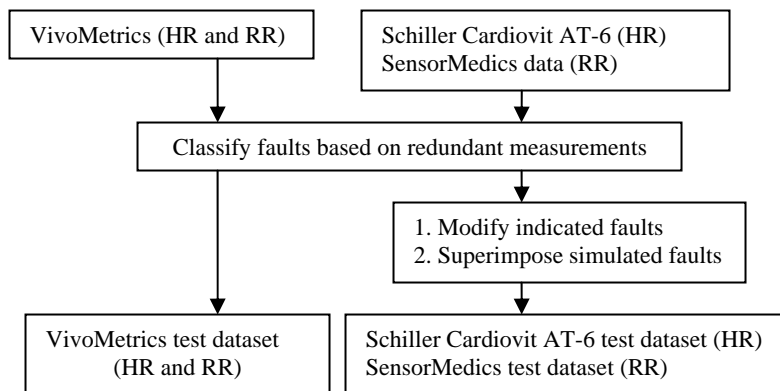 VivoMetrics (HR and RR)
Schiller Cardiovit AT-6 (HR)
SensorMedics data (RR)
Classify faults based on redundant measurements
1. Modify indicated faults
2. Superimpose simulated faults
VivoMetrics test dataset
(HR and RR)
Schiller Cardiovit AT-6 test dataset (HR)
SensorMedics test dataset (RR)